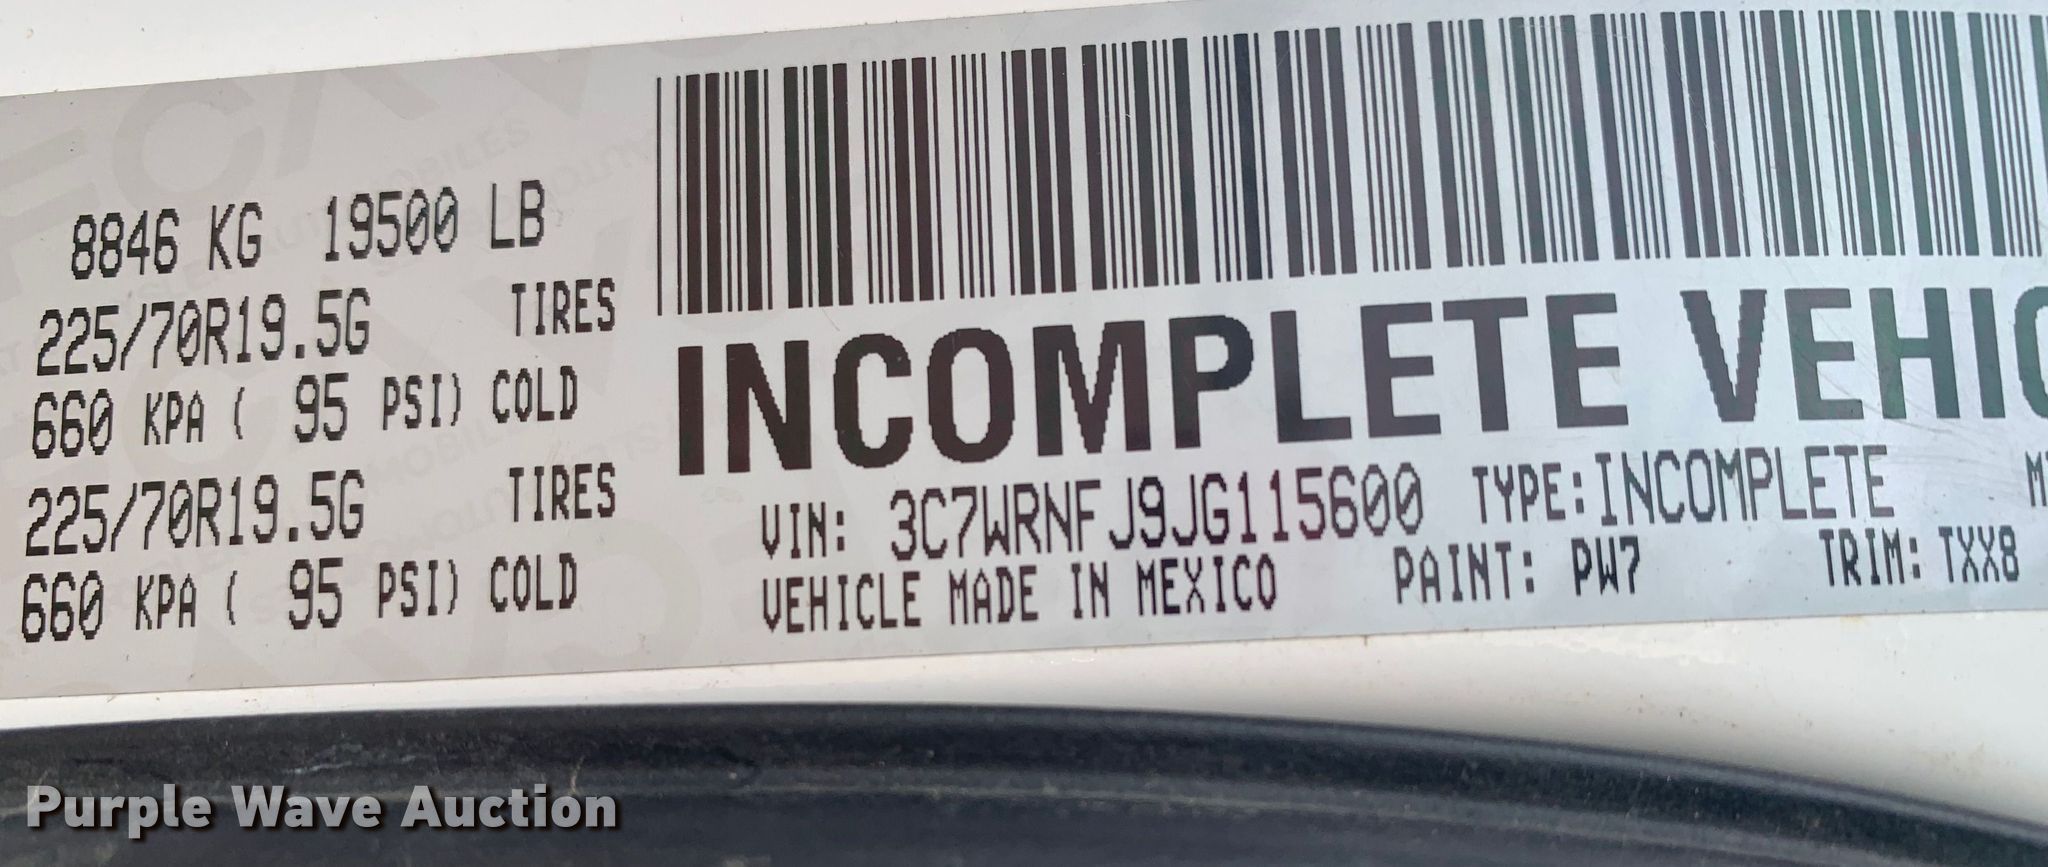 8846 KG 19500 LB
225/70R19.5G TIRES
660 KPA ( 95 PSI) COLD
225/70R19.5G TIRES
660 KPA ( 95 PSI) COLD
INCOMPLETE VEHIC
VIN: 3C7WRNFJ9JG115600 TYPE:INCOMPLETE
VEHICLE MADE IN MEXICO PAINT: PW7 TRIM: TXX8
Purple Wave Auction